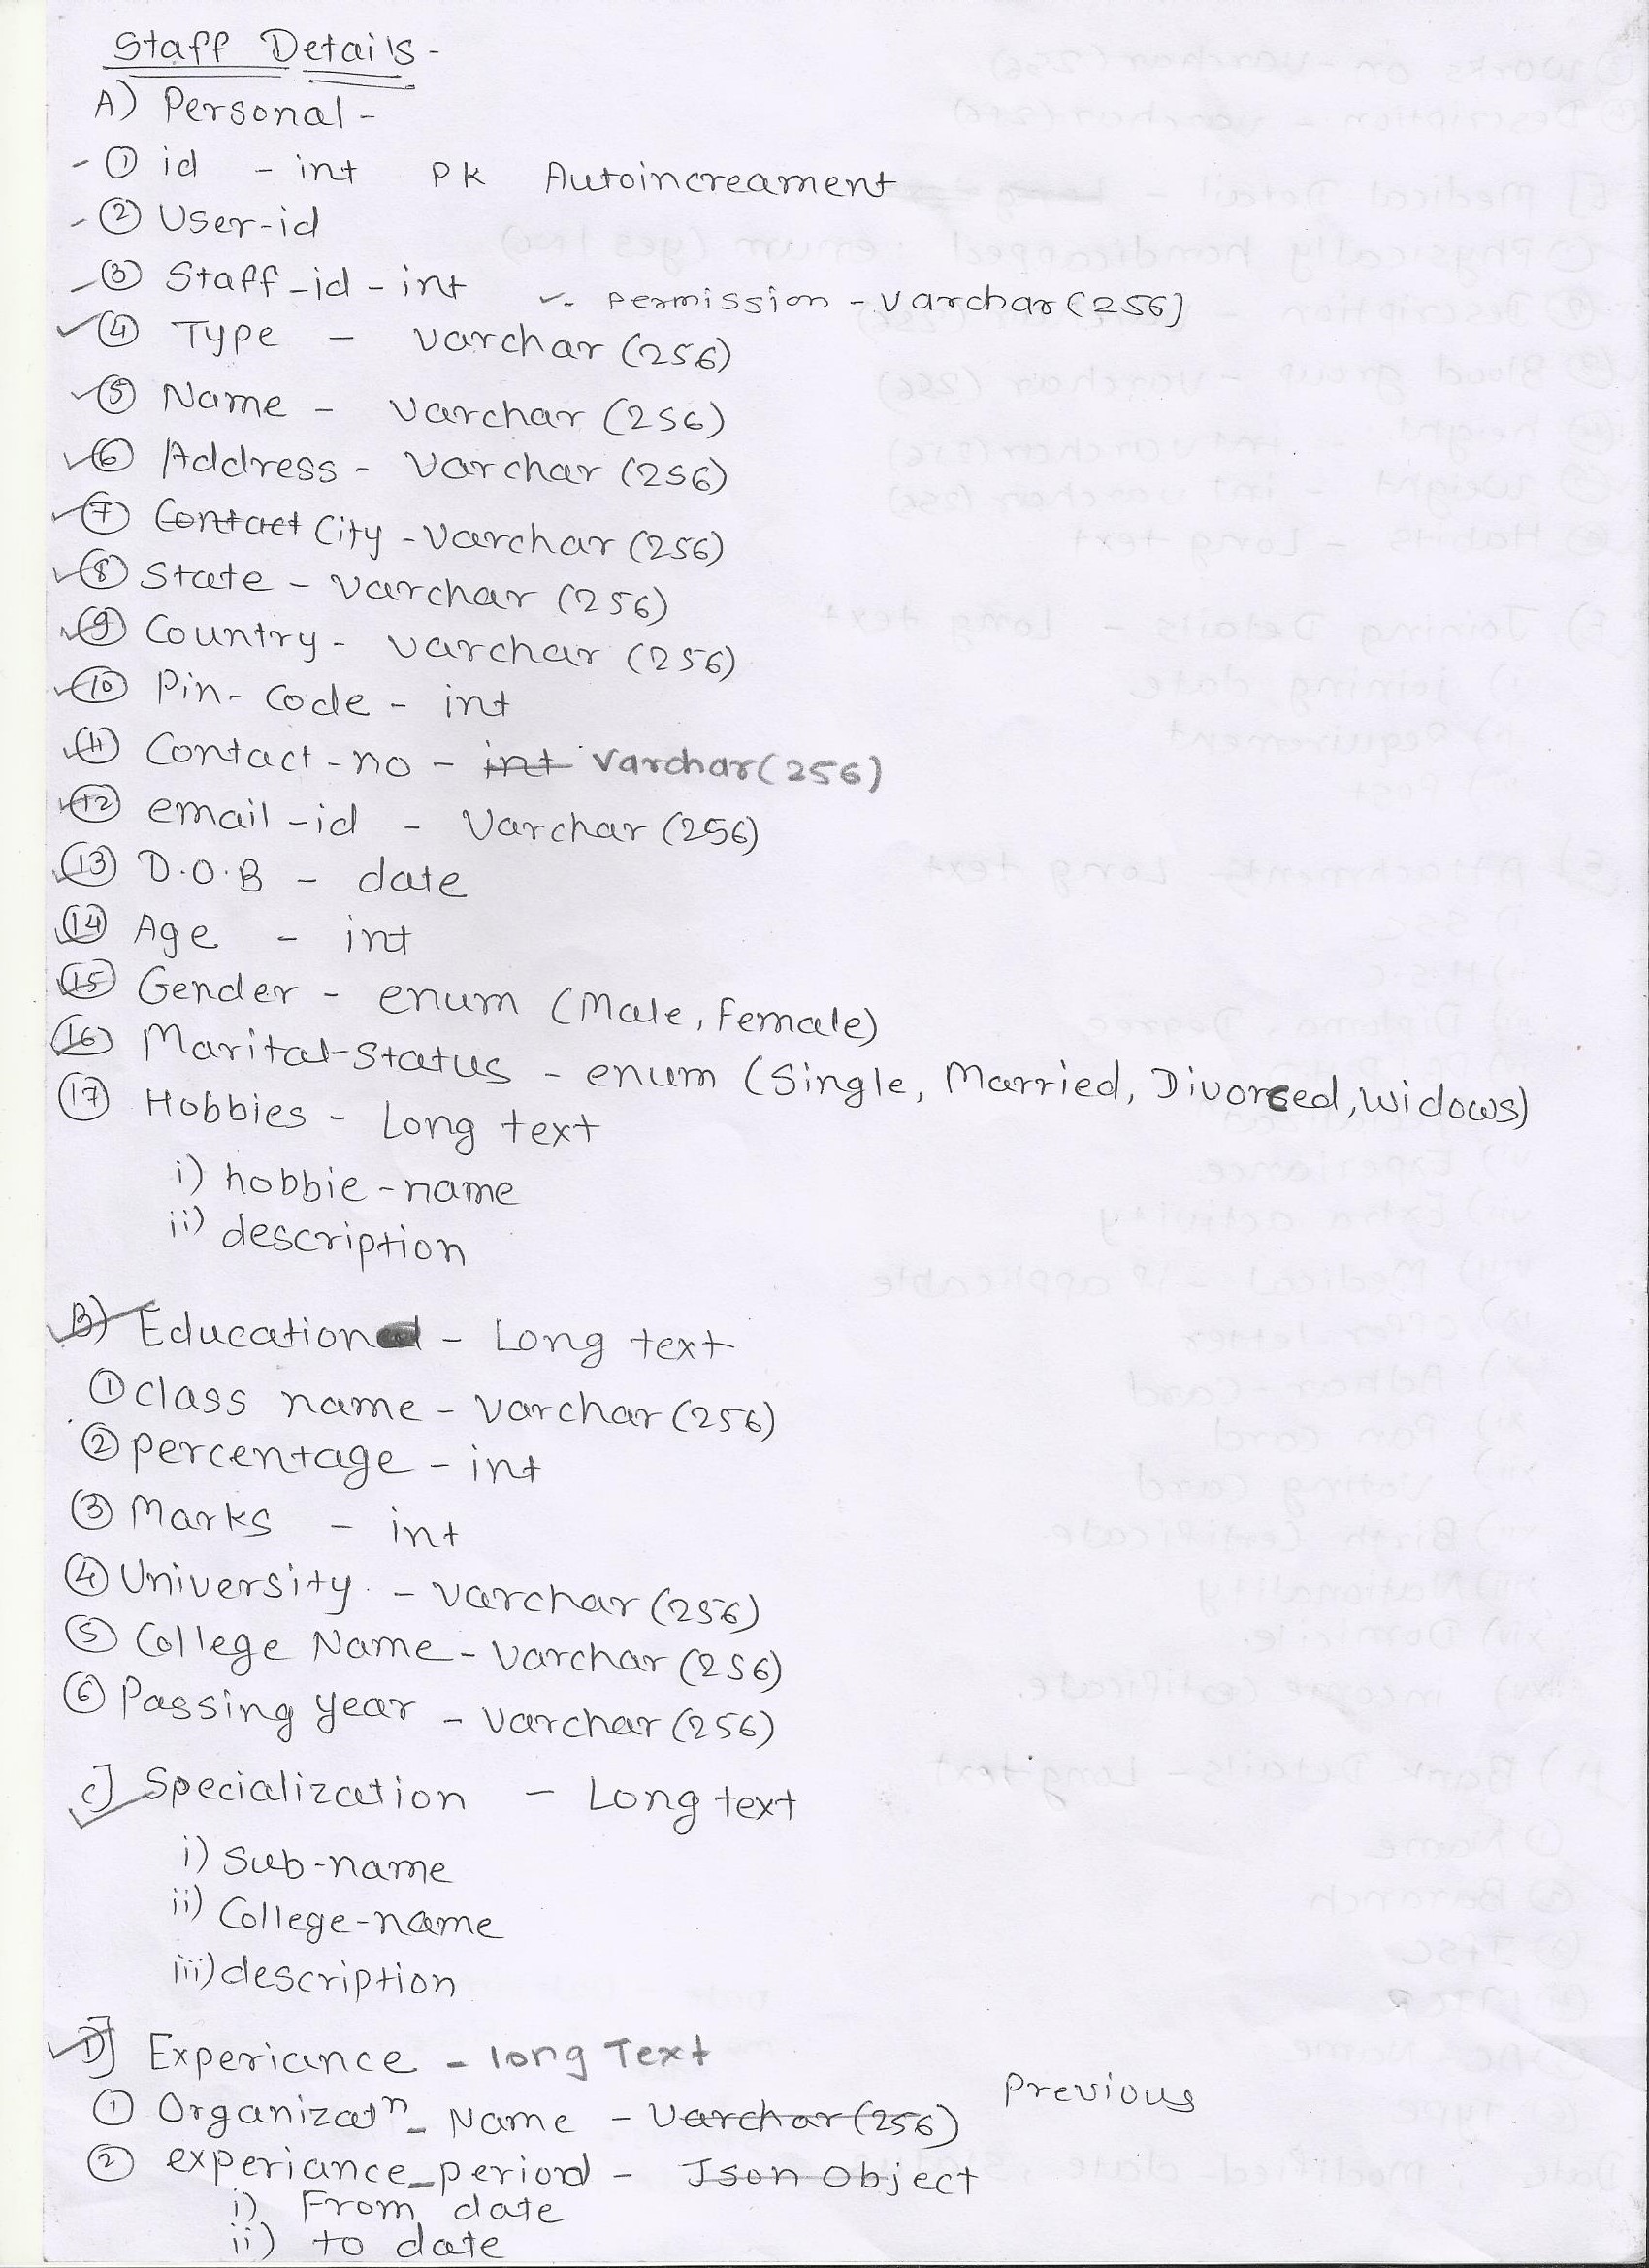 Staff Details -
A) Personal -
- ① id - int PK Autoincreament
- ② User-id
- ③ Staff-id - int ✓ - permission - varchar(256)
✓ ④ Type - varchar (256)
✓ ⑤ Name - varchar (256)
✓ ⑥ Address - varchar (256)
✓ ⑦ Contact City - varchar (256)
✓ ⑧ State - varchar (256)
✓ ⑨ Country - varchar (256)
✓ ⑩ Pin-code - int
✓ ⑪ Contact-no - int varchar(256)
✓ ⑫ email-id - varchar (256)
✓ ⑬ D.O.B - date
✓ ⑭ Age - int
✓ ⑮ Gender - enum (Male, Female)
✓ ⑯ Marital-Status - enum (Single, Married, Divorced, Widows)
⑰ Hobbies - Long text
i) hobbie-name
ii) description
✓ B) Education - Long text
① class name - varchar (256)
② percentage - int
③ Marks - int
④ University - varchar (256)
⑤ College Name - varchar (256)
⑥ Passing year - varchar (256)
✓ C] Specialization - Long text
i) Sub-name
ii) College-name
iii) description
✓ D] Experiance - long Text
Previous
① Organizatn_ Name - Varchar (256)
② experiance_period - Json Object
i) From date
ii) to date